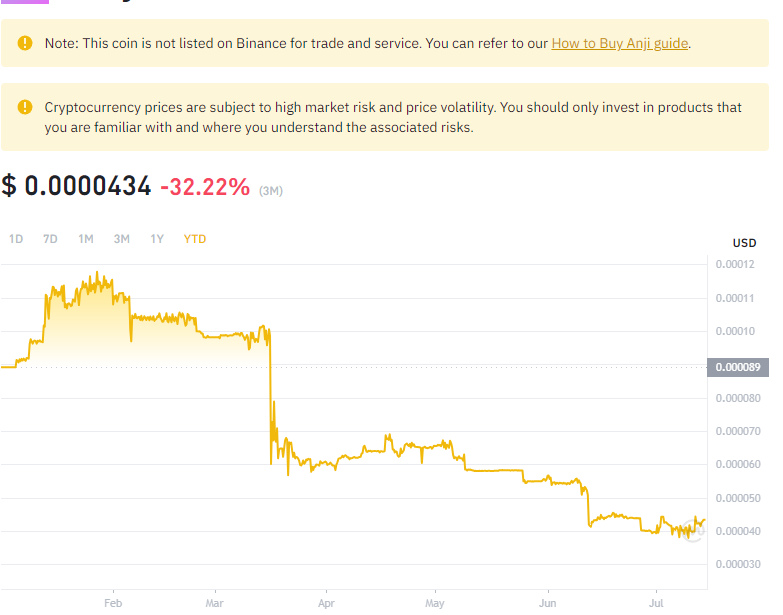 Note: This coin is not listed on Binance for trade and service. You can refer to our How to Buy Anji guide.
Cryptocurrency prices are subject to high market risk and price volatility. You should only invest in products that
you are familiar with and where you understand the associated risks.
$ 0.0000434 -32.22% (3M)
1D 7D 1M 3M 1Y YTD
USD
0.00012
0.00011
0.00010
0.000089
0.000080
0.000070
0.000060
0.000050
0.000040
0.000030
Feb Mar Apr May Jun Jul